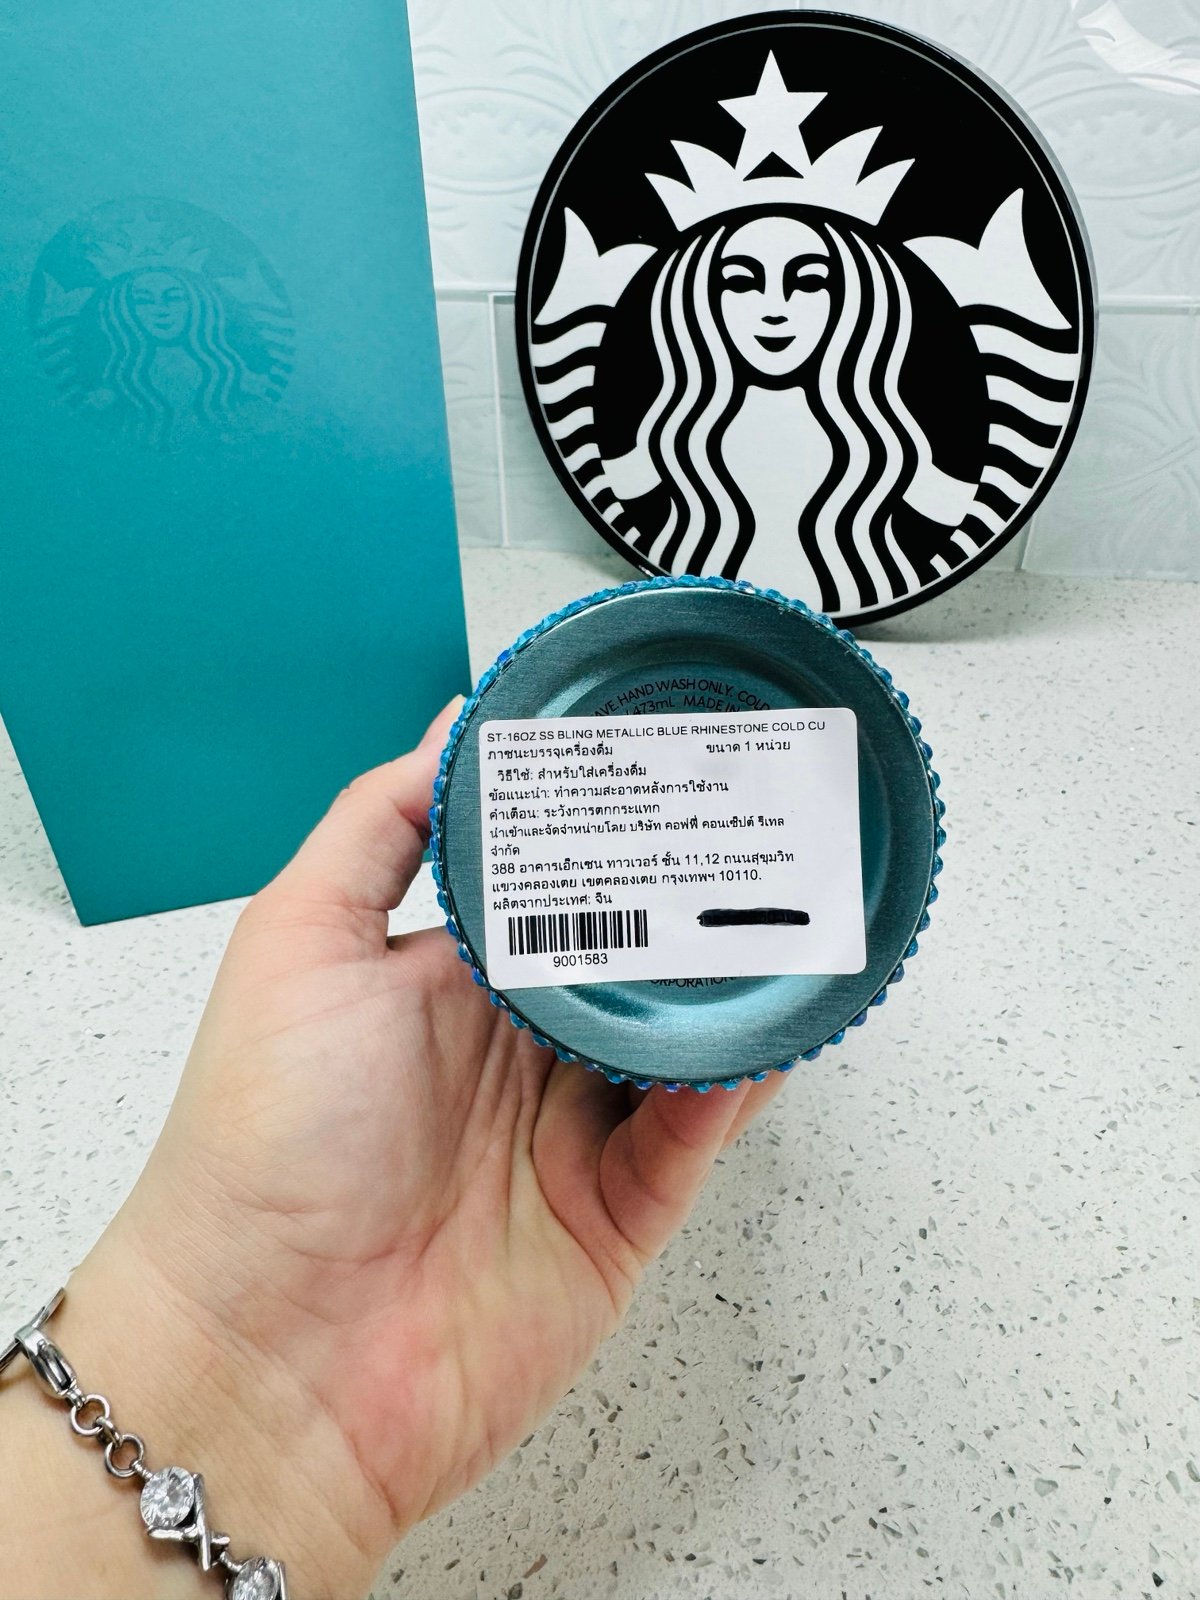 AVE. HAND WASH ONLY. COLD
473mL MADE IN
ST-16OZ SS BLING METALLIC BLUE RHINESTONE COLD CU
ภาชนะบรรจุเครื่องดื่ม ขนาด 1 หน่วย
วิธีใช้: สำหรับใส่เครื่องดื่ม
ข้อแนะนำ: ทำความสะอาดหลังการใช้งาน
คำเตือน: ระวังการตกกระแทก
นำเข้าและจัดจำหน่ายโดย บริษัท คอฟฟี่ คอนเซ็ปต์ รีเทล
จำกัด
388 อาคารเอ็กเซน ทาวเวอร์ ชั้น 11,12 ถนนสุขุมวิท
แขวงคลองเตย เขตคลองเตย กรุงเทพฯ 10110.
ผลิตจากประเทศ: จีน
9001583
ORPORATION